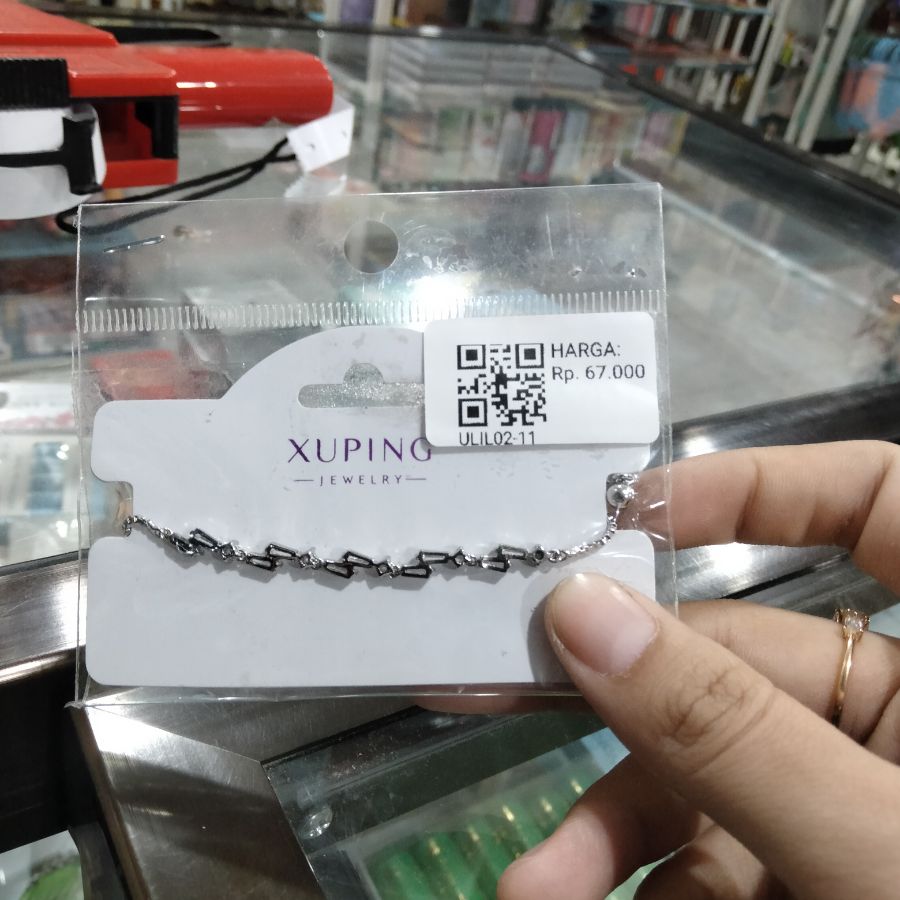 HARGA:
Rp. 67.000
ULIL02-11
XUPING
JEWELRY